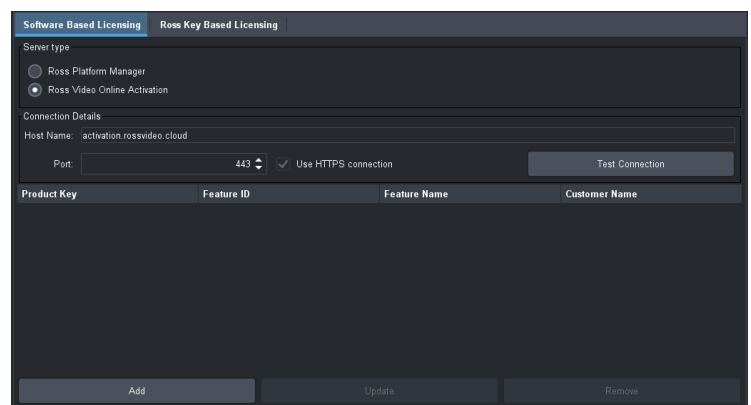 Software Based Licensing Ross Key Based Licensing
Server type
Ross Platform Manager
Ross Video Online Activation
Connection Details
Host Name: activation.rossvideo.cloud
Port: 443 Use HTTPS connection Test Connection
Product Key Feature ID Feature Name Customer Name
Add Update Remove